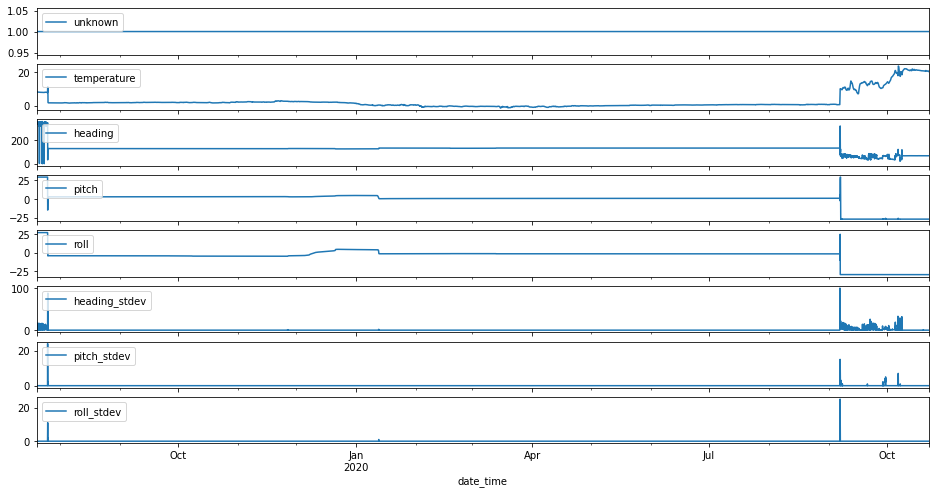 1.05
unknown
1.00
0.95
20
temperature
0
heading
200
0
25
pitch
0
−25
25
roll
0
−25
100
heading_stdev
0
pitch_stdev
20
0
roll_stdev
20
0
Oct
Jan
2020
Apr
Jul
Oct
date_time